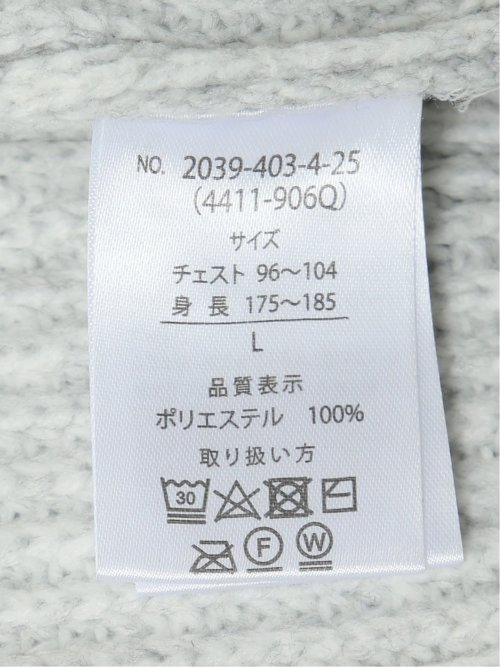 NO. 2039-403-4-25
(4411-906Q)
サイズ
チェスト 96〜104
身 長 175〜185
L
品質表示
ポリエステル 100%
取り扱い方
30
F W